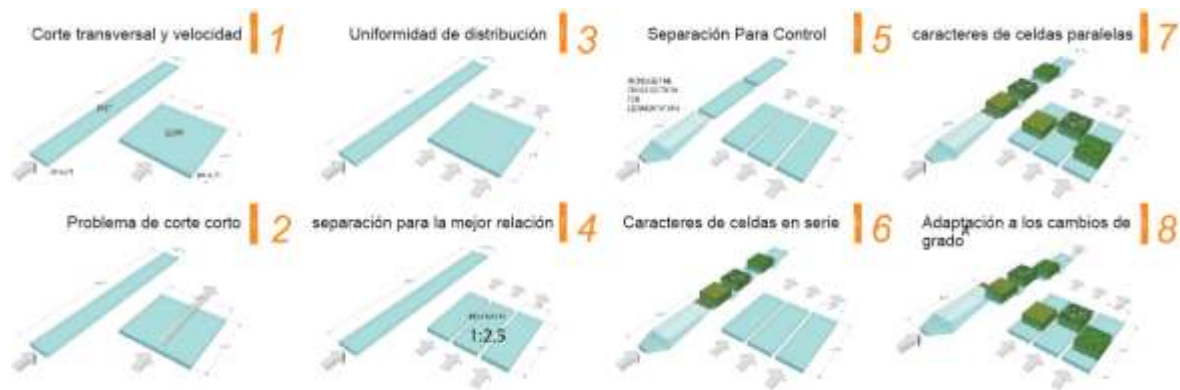 Corte transversal y velocidad 1
Problema de corte corto 2
Uniformidad de distribución 3
separación para la mejor relación 4
1:2.5
Separación Para Control 5
Caracteres de celdas en serie 6
caracteres de celdas paralelas 7
Adaptación a los cambios de
grado 8